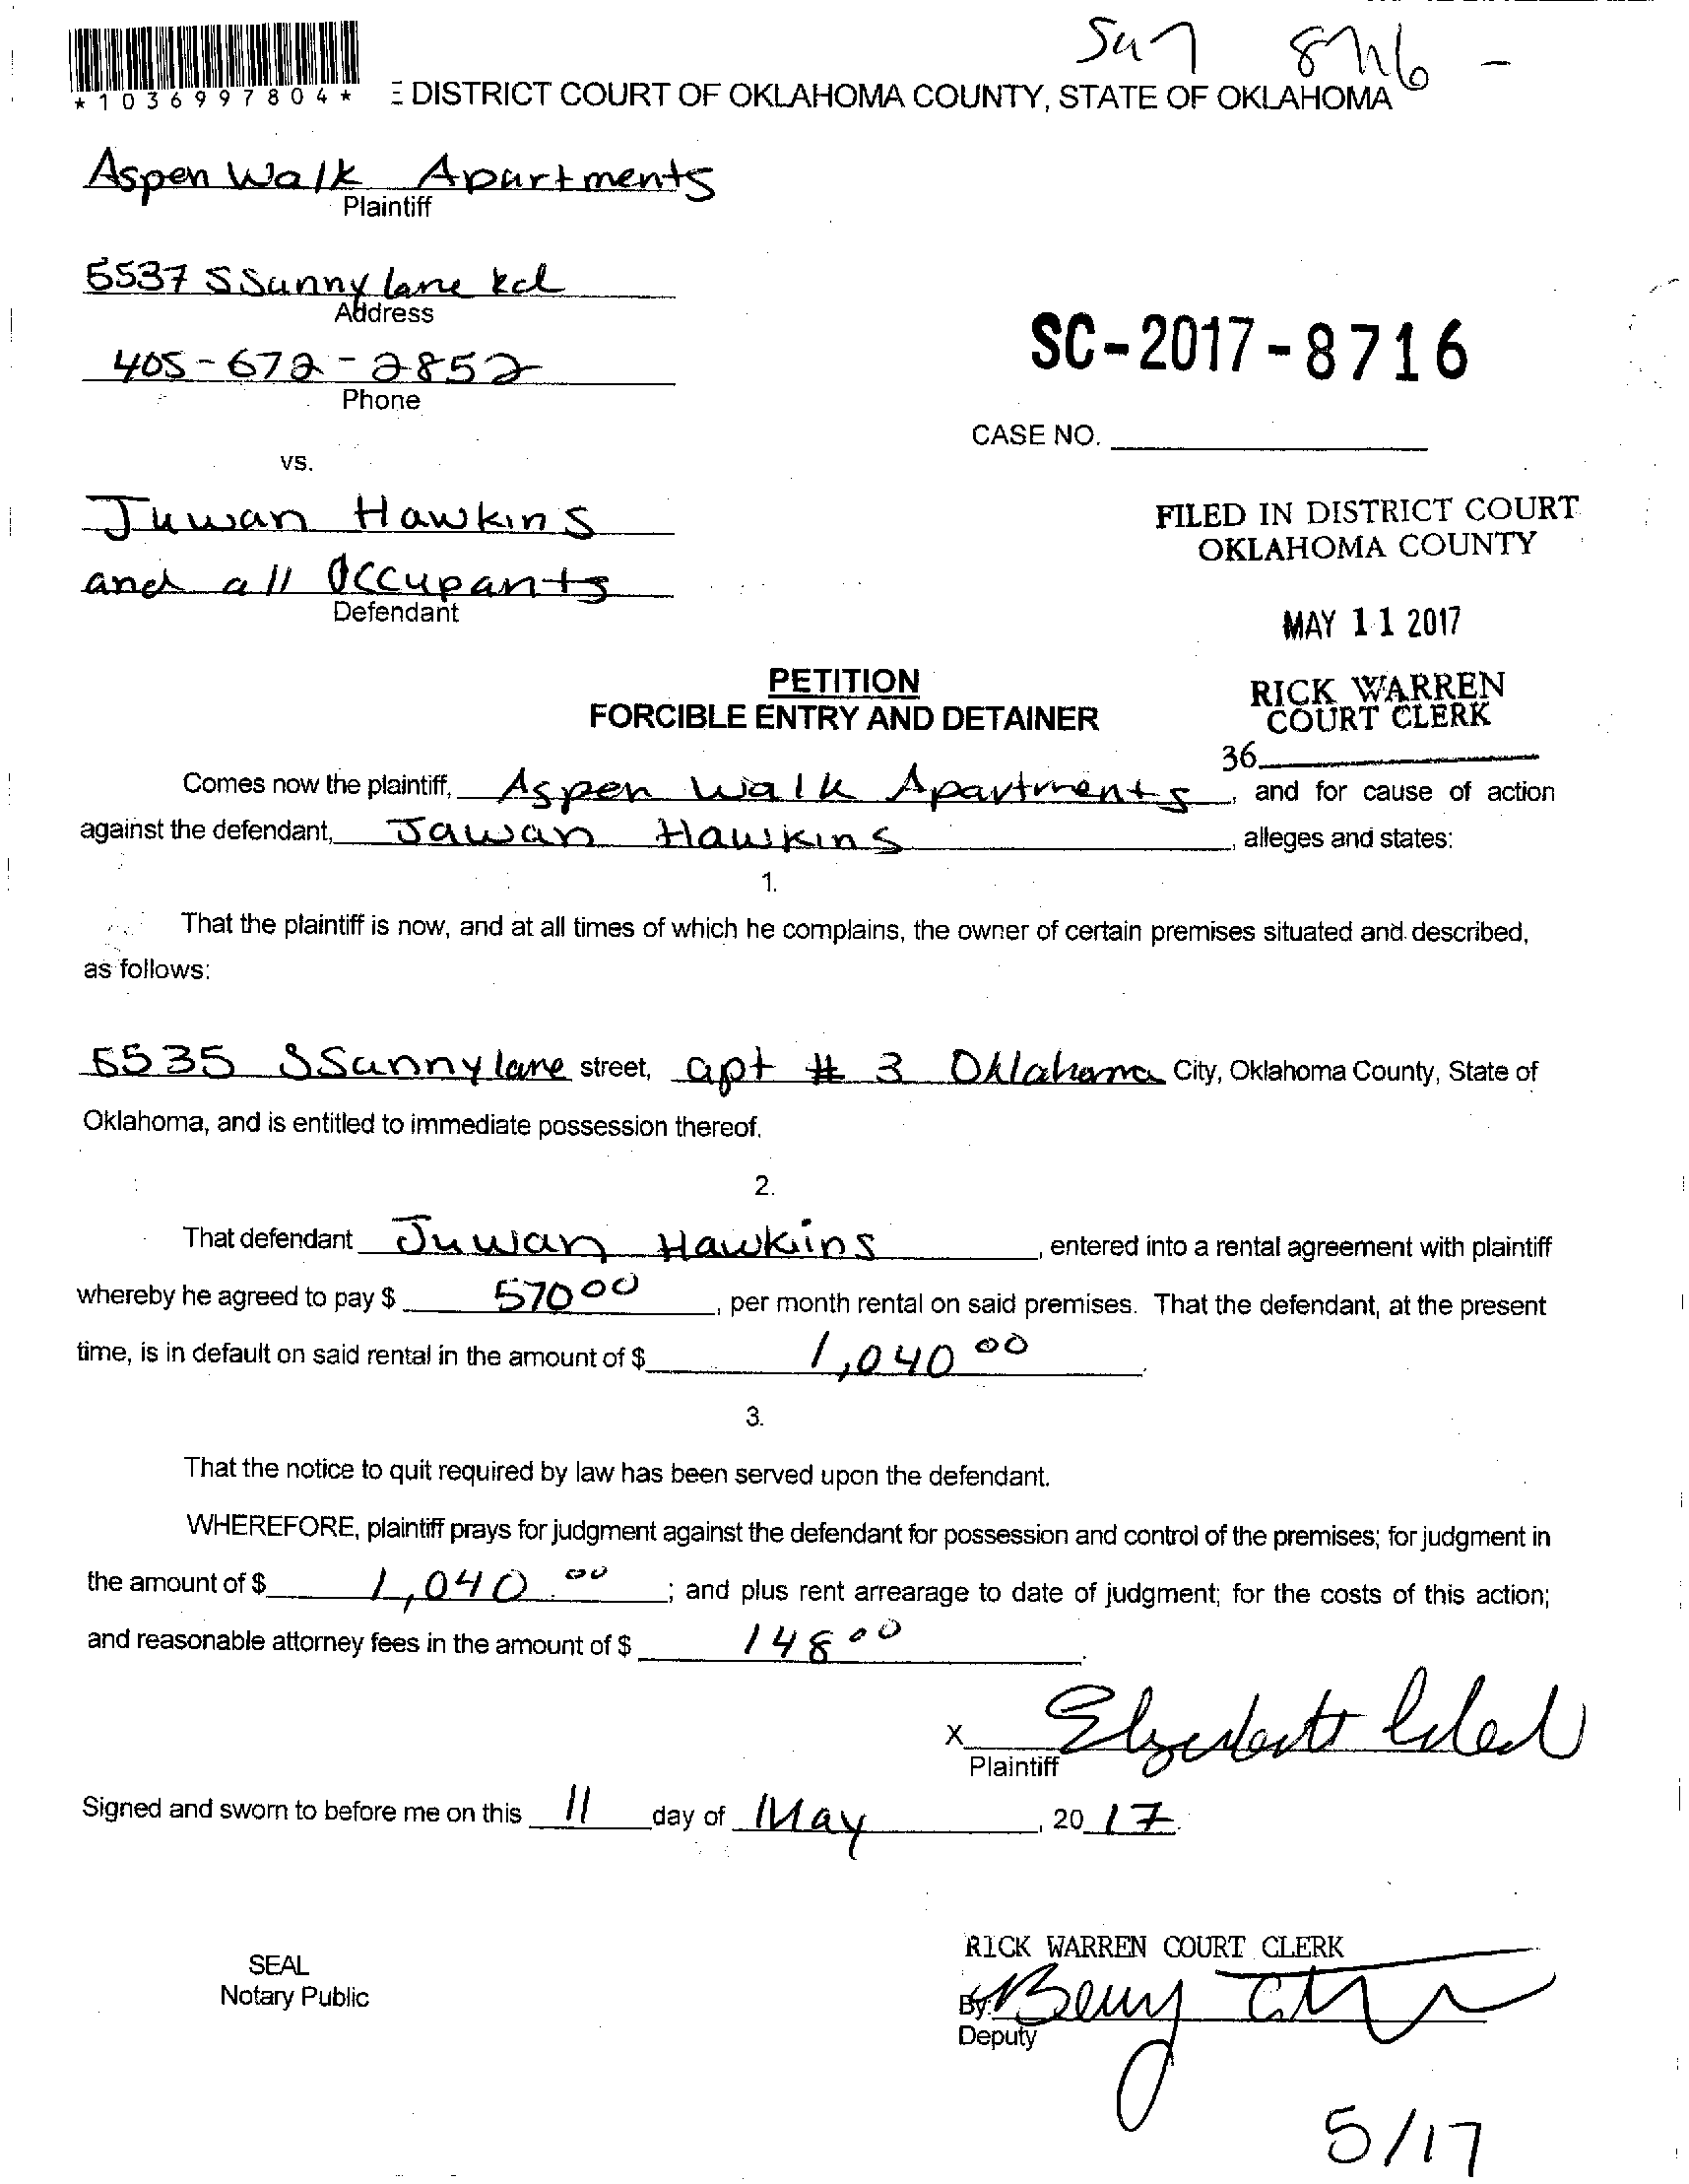 *1036997804* E DISTRICT COURT OF OKLAHOMA COUNTY, STATE OF OKLAHOMA
Aspen Walk Apartments
Plaintiff
5537 S Sunny lane Rd
Address
405-672-2852
Phone
SC-2017-8716
CASE NO.
vs.
Juwan Hawkins
and all Occupants
Defendant
FILED IN DISTRICT COURT
OKLAHOMA COUNTY
MAY 11 2017
RICK WARREN
COURT CLERK
36
PETITION
FORCIBLE ENTRY AND DETAINER
Comes now the plaintiff, Aspen Walk Apartments, and for cause of action
against the defendant, Jawan Hawkins, alleges and states:
1.
That the plaintiff is now, and at all times of which he complains, the owner of certain premises situated and described,
as follows:
5535 S Sunnylane street, apt # 3 Oklahoma City, Oklahoma County, State of
Oklahoma, and is entitled to immediate possession thereof.
2.
That defendant Juwan Hawkins, entered into a rental agreement with plaintiff
whereby he agreed to pay $ 570 00, per month rental on said premises. That the defendant, at the present
time, is in default on said rental in the amount of $ 1,040 00.
3.
That the notice to quit required by law has been served upon the defendant.
WHEREFORE, plaintiff prays for judgment against the defendant for possession and control of the premises; for judgment in
the amount of $ 1,040.00; and plus rent arrearage to date of judgment; for the costs of this action;
and reasonable attorney fees in the amount of $ 148 00.
X
Plaintiff
Signed and sworn to before me on this 11 day of May, 20 17.
SEAL
Notary Public
RICK WARREN COURT CLERK
By:
Deputy
5/17